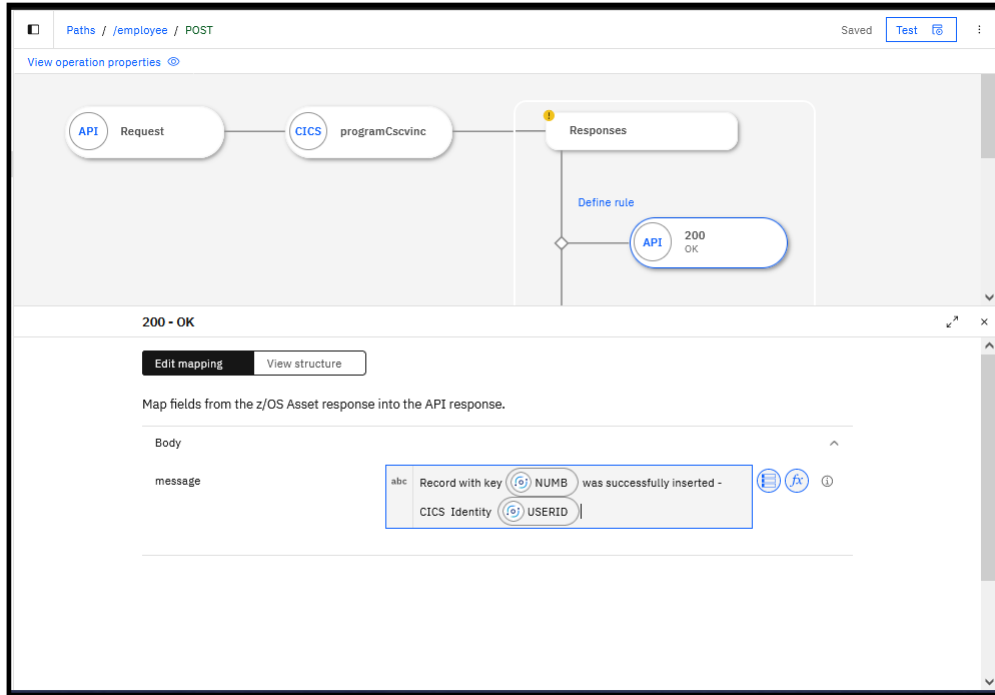 Paths / /employee / POST
Saved
Test
View operation properties
API Request
CICS programCscvinc
! Responses
Define rule
API 200
OK
200 - OK
Edit mapping
View structure
Map fields from the z/OS Asset response into the API response.
Body
message
abc Record with key NUMB was successfully inserted -
CICS Identity USERID
fx